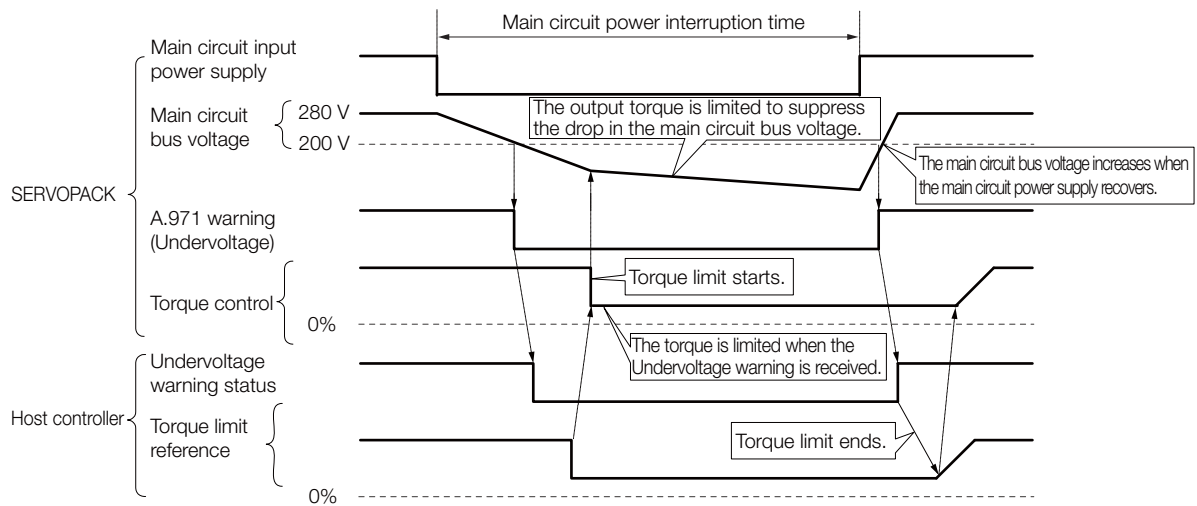 Main circuit power interruption time
Main circuit input
power supply
Main circuit
bus voltage
280 V
200 V
The output torque is limited to suppress
the drop in the main circuit bus voltage.
The main circuit bus voltage increases when
the main circuit power supply recovers.
SERVOPACK
A.971 warning
(Undervoltage)
Torque limit starts.
Torque control
0%
The torque is limited when the
Undervoltage warning is received.
Undervoltage
warning status
Host controller
Torque limit
reference
Torque limit ends.
0%